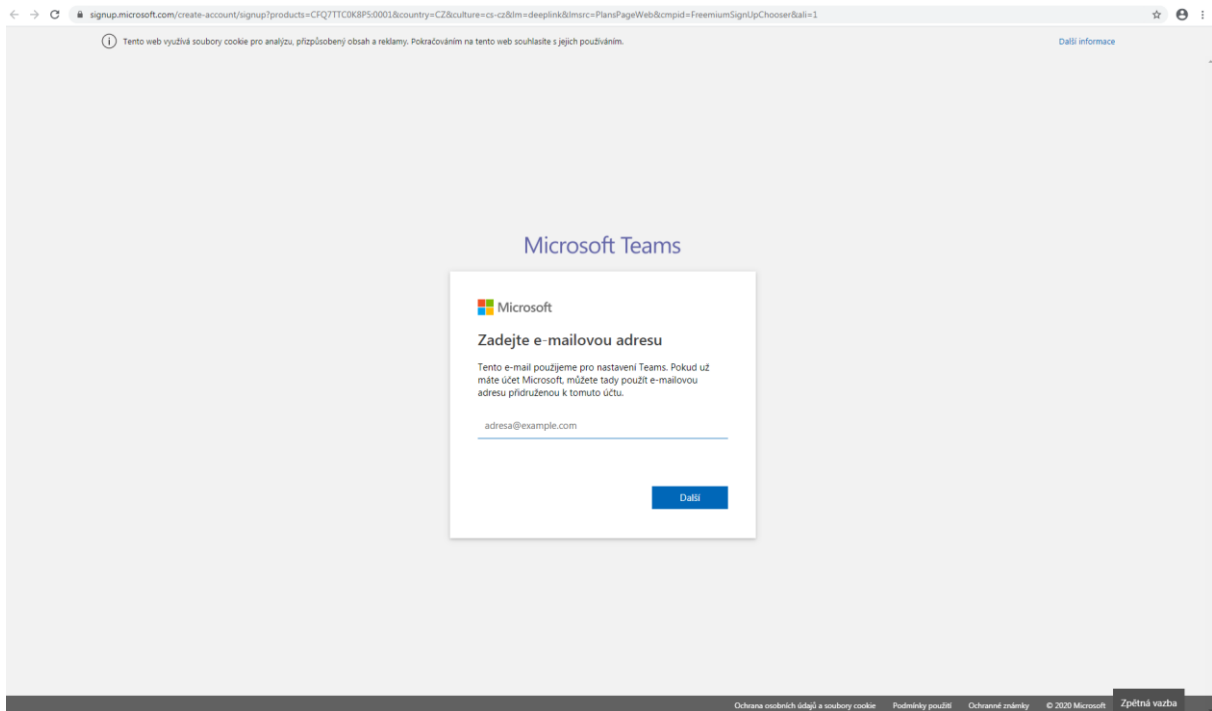 signup.microsoft.com/create-account/signup?products=CFQ7TTC0K8P5:0001&country=CZ&culture=cs-cz&lm=deeplink&lmsrc=PlansPageWeb&cmpid=FreemiumSignUpChooser&ali=1
Tento web využívá soubory cookie pro analýzu, přizpůsobený obsah a reklamy. Pokračováním na tento web souhlasíte s jejich používáním.
Další informace
Microsoft Teams
Microsoft
Zadejte e-mailovou adresu
Tento e-mail použijeme pro nastavení Teams. Pokud už
máte účet Microsoft, můžete tady použít e-mailovou
adresu přidruženou k tomuto účtu.
adresa@example.com
Další
Ochrana osobních údajů a soubory cookie
Podmínky použití
Ochranné známky
© 2020 Microsoft
Zpětná vazba